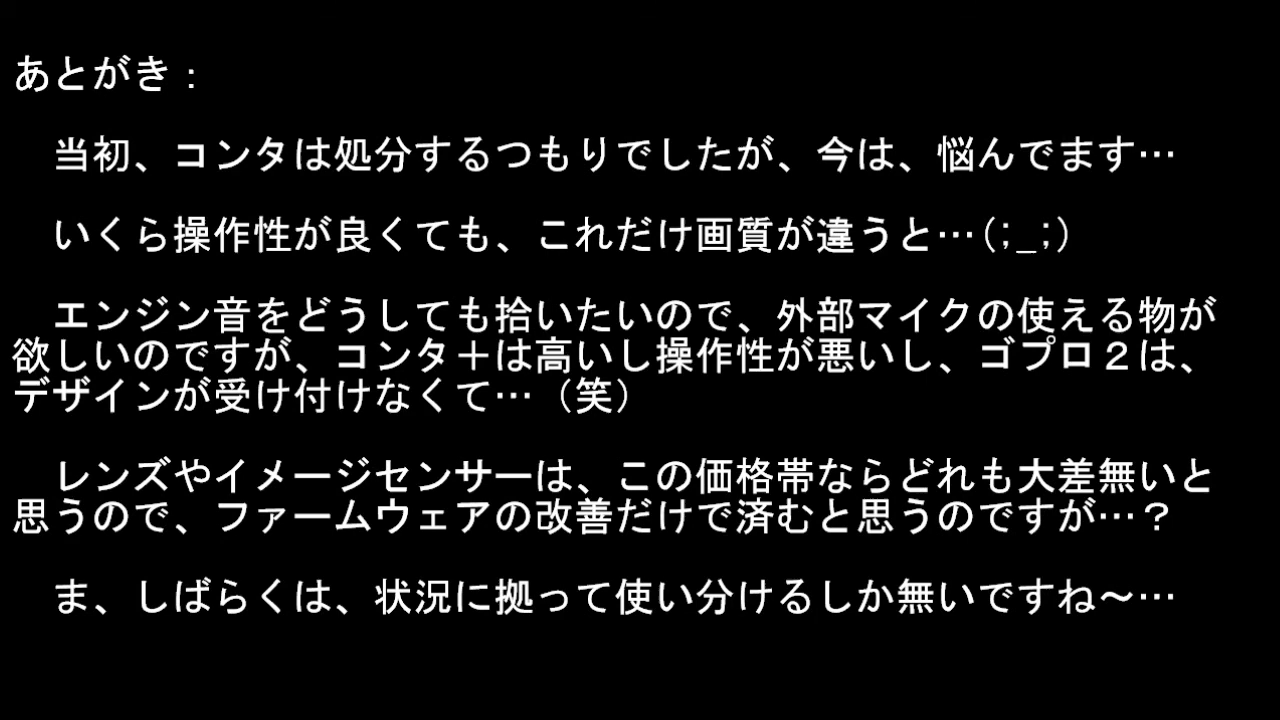 あとがき：
　当初、コンタは処分するつもりでしたが、今は、悩んでます…
　いくら操作性が良くても、これだけ画質が違うと…(;_;)
　エンジン音をどうしても拾いたいので、外部マイクの使える物が
欲しいのですが、コンタ＋は高いし操作性が悪いし、ゴプロ２は、
デザインが受け付けなくて…（笑）
　レンズやイメージセンサーは、この価格帯ならどれも大差無いと
思うので、ファームウェアの改善だけで済むと思うのですが…？
　ま、しばらくは、状況に拠って使い分けるしか無いですね～…